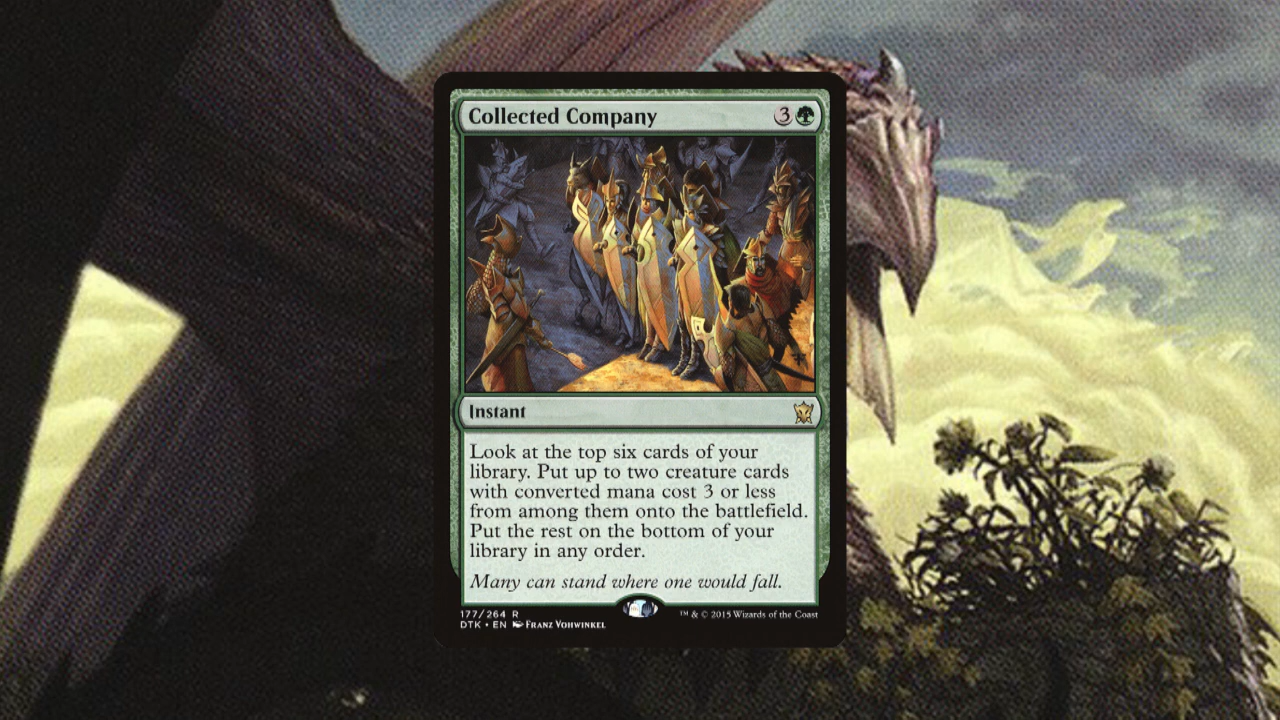 Collected Company 3
Instant
Look at the top six cards of your
library. Put up to two creature cards
with converted mana cost 3 or less
from among them onto the battlefield.
Put the rest on the bottom of your
library in any order.
Many can stand where one would fall.
177/264 R
DTK • EN Franz Vohwinkel
™ & © 2015 Wizards of the Coast